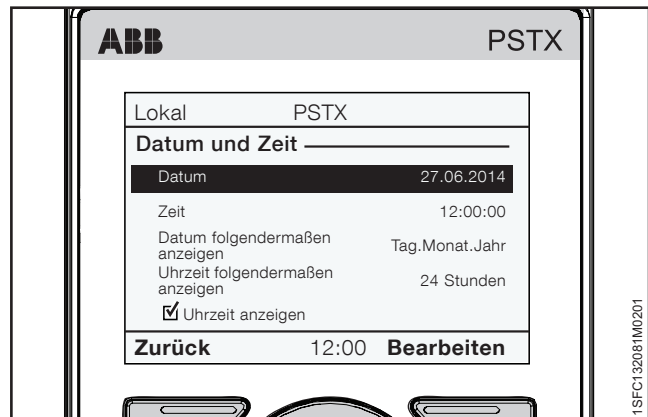 ABB PSTX
Lokal PSTX
Datum und Zeit
Datum 27.06.2014
Zeit 12:00:00
Datum folgendermaßen
anzeigen Tag.Monat.Jahr
Uhrzeit folgendermaßen
anzeigen 24 Stunden
Uhrzeit anzeigen
Zurück 12:00 Bearbeiten
1SFC132081M0201